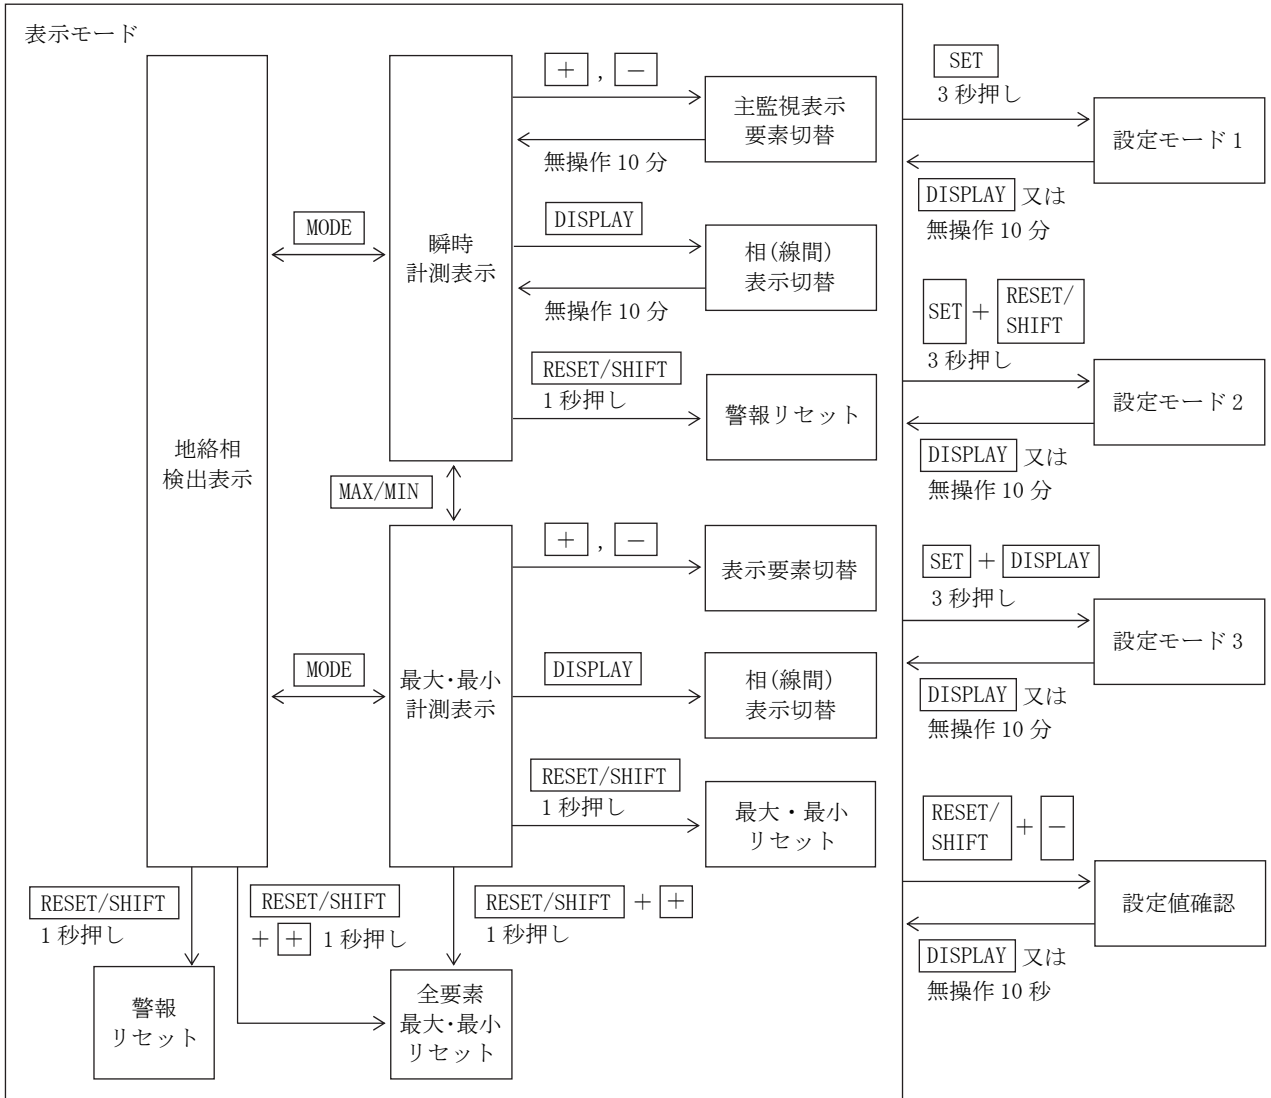 表示モード
地絡相
検出表示
MODE
瞬時
計測表示
+ , −
無操作 10 分
主監視表示
要素切替
DISPLAY
無操作 10 分
相(線間)
表示切替
RESET/SHIFT
1 秒押し
警報リセット
MAX/MIN
MODE
最大・最小
計測表示
+ , −
表示要素切替
DISPLAY
相(線間)
表示切替
RESET/SHIFT
1 秒押し
最大・最小
リセット
RESET/SHIFT
1 秒押し
警報
リセット
RESET/SHIFT
+ + 1 秒押し
RESET/SHIFT + +
1 秒押し
全要素
最大・最小
リセット
SET
3 秒押し
設定モード 1
DISPLAY 又は
無操作 10 分
SET + RESET/
SHIFT
3 秒押し
設定モード 2
DISPLAY 又は
無操作 10 分
SET + DISPLAY
3 秒押し
設定モード 3
DISPLAY 又は
無操作 10 分
RESET/
SHIFT + −
設定値確認
DISPLAY 又は
無操作 10 秒